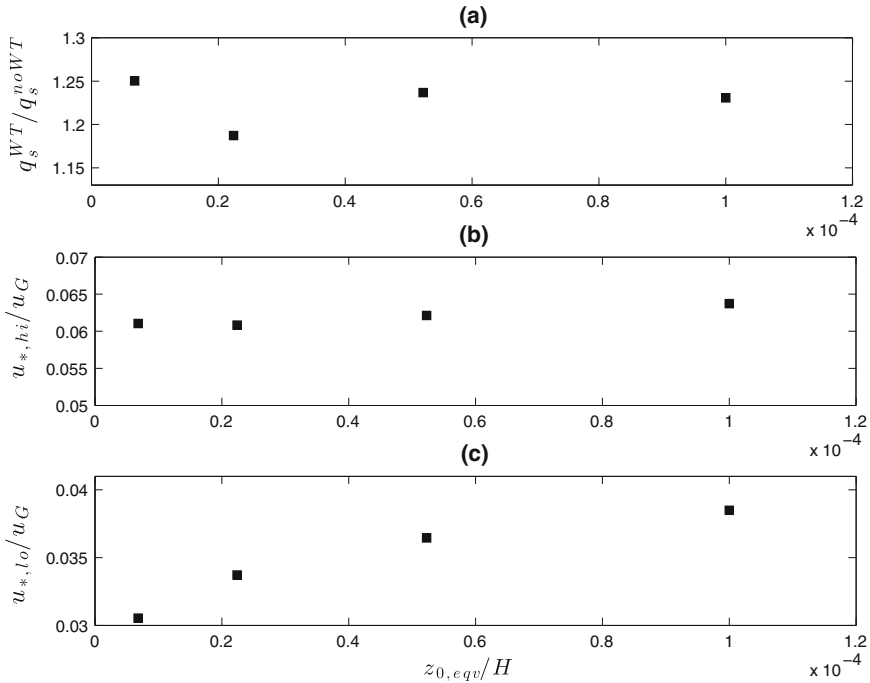 (a)
1.3
1.25
1.2
1.15
q_s^{WT}/q_s^{noWT}
0 0.2 0.4 0.6 0.8 1 1.2
x 10^{-4}
(b)
0.07
0.065
0.06
0.055
0.05
u_{*,hi}/u_G
0 0.2 0.4 0.6 0.8 1 1.2
x 10^{-4}
(c)
0.04
0.035
0.03
u_{*,lo}/u_G
0 0.2 0.4 0.6 0.8 1 1.2
x 10^{-4}
z_{0,eqv}/H